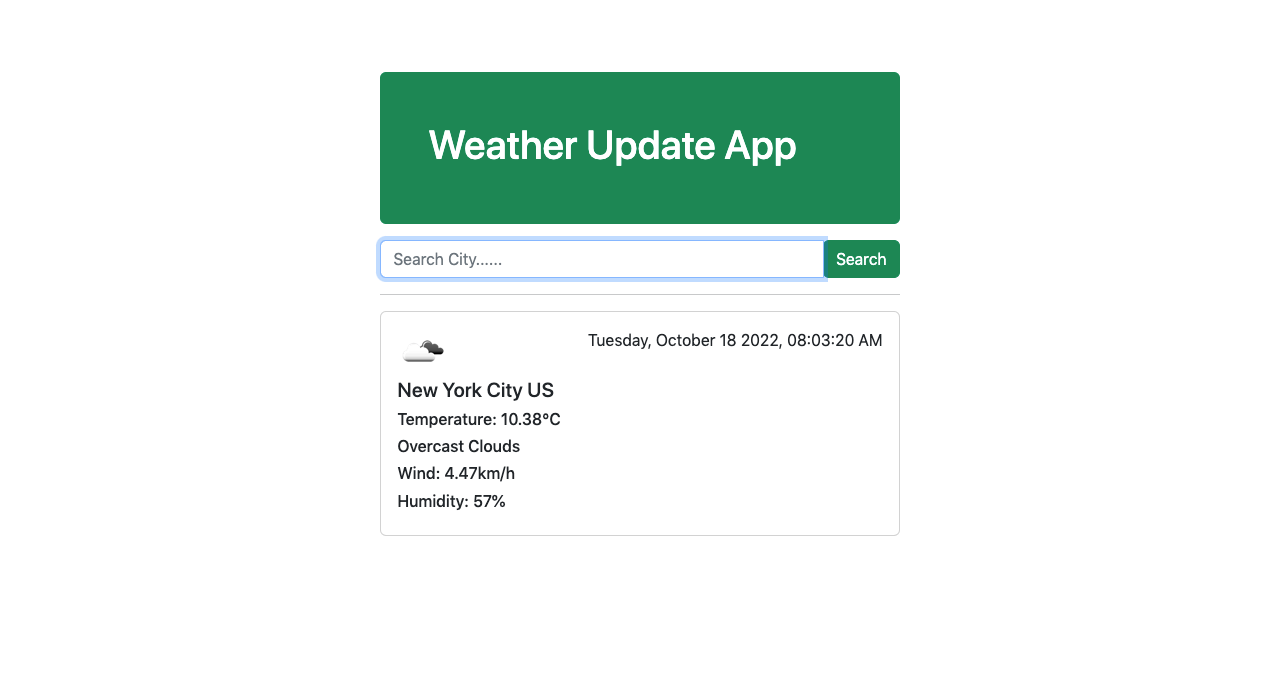 Weather Update App
Search City......
Search
Tuesday, October 18 2022, 08:03:20 AM
New York City US
Temperature: 10.38°C
Overcast Clouds
Wind: 4.47km/h
Humidity: 57%